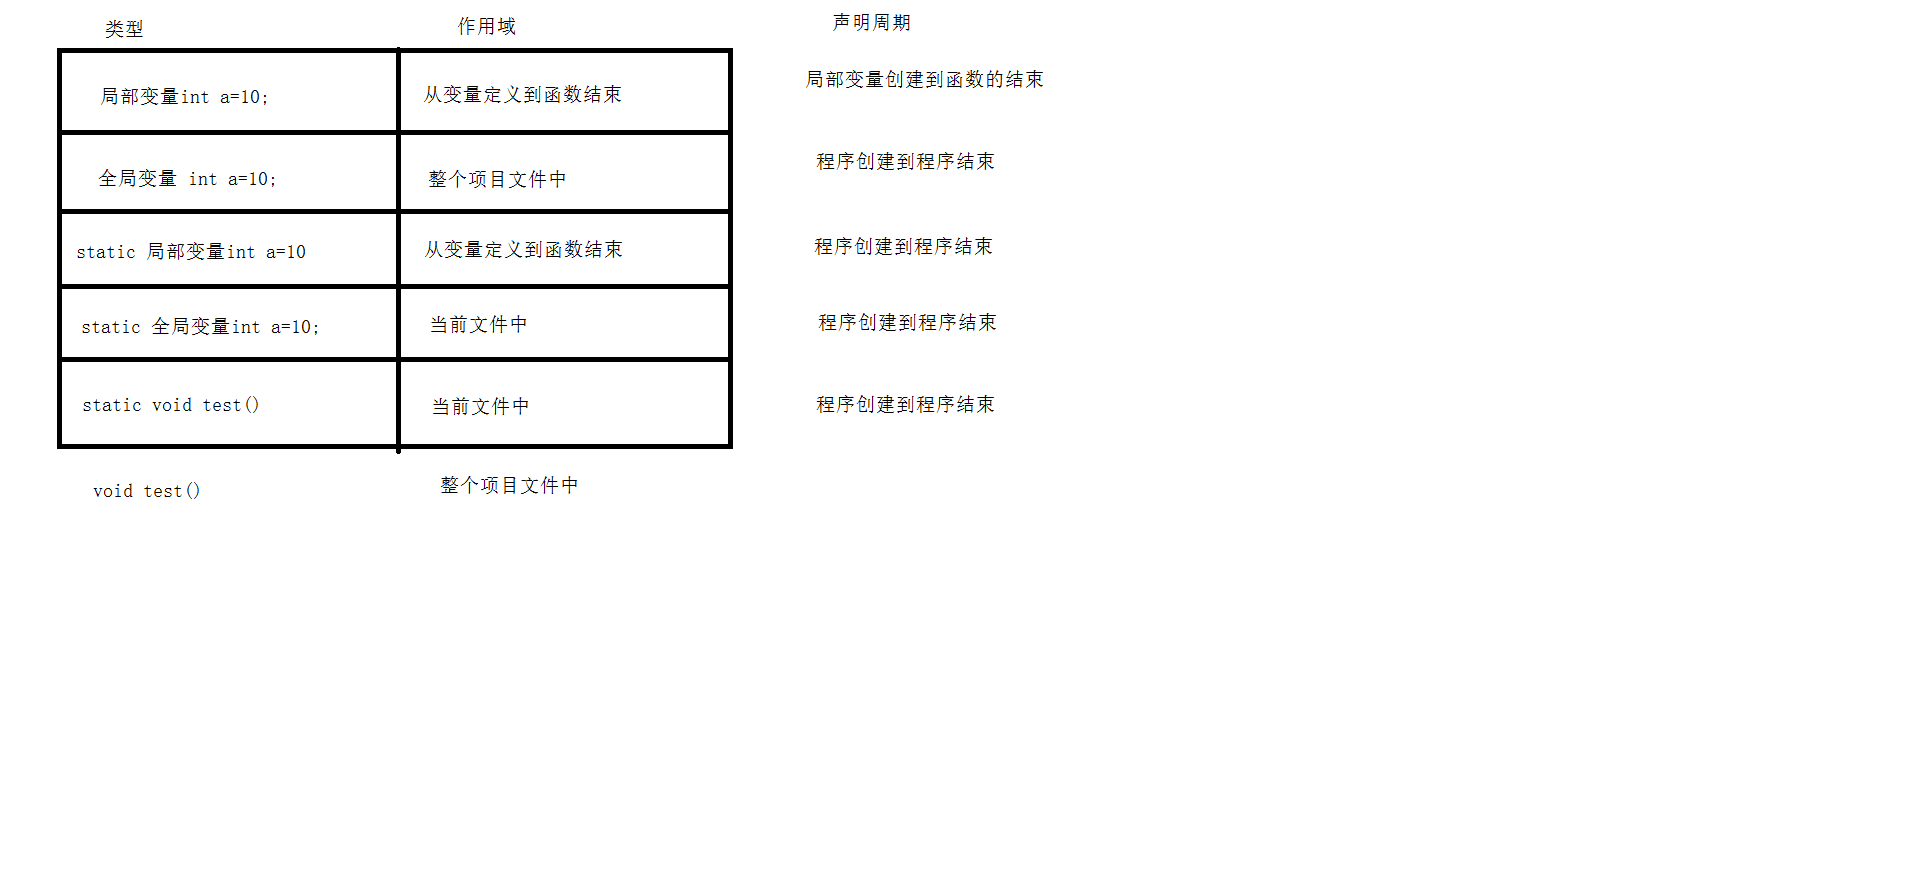 类型 作用域 声明周期
局部变量int a=10; 从变量定义到函数结束 局部变量创建到函数的结束
全局变量 int a=10; 整个项目文件中 程序创建到程序结束
static 局部变量int a=10 从变量定义到函数结束 程序创建到程序结束
static 全局变量int a=10; 当前文件中 程序创建到程序结束
static void test() 当前文件中 程序创建到程序结束
void test() 整个项目文件中